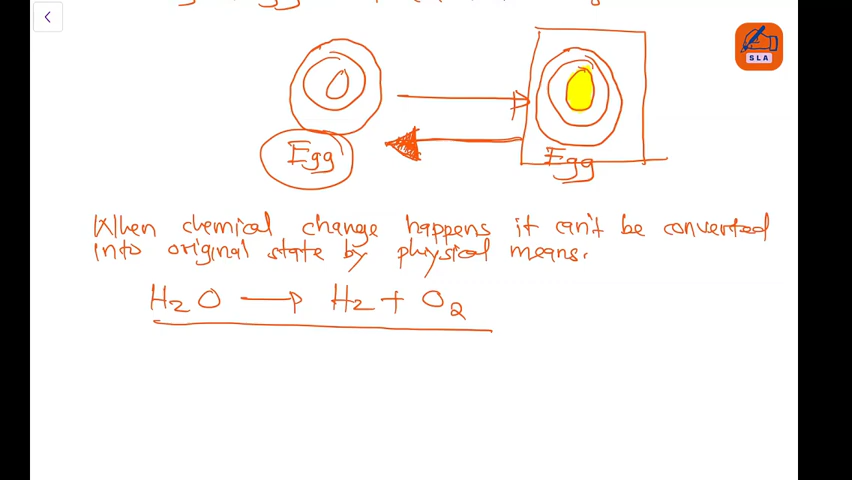 SLA
Egg
Egg
When chemical change happens it can't be converted
into original state by physical means.
H₂O → H₂ + O₂